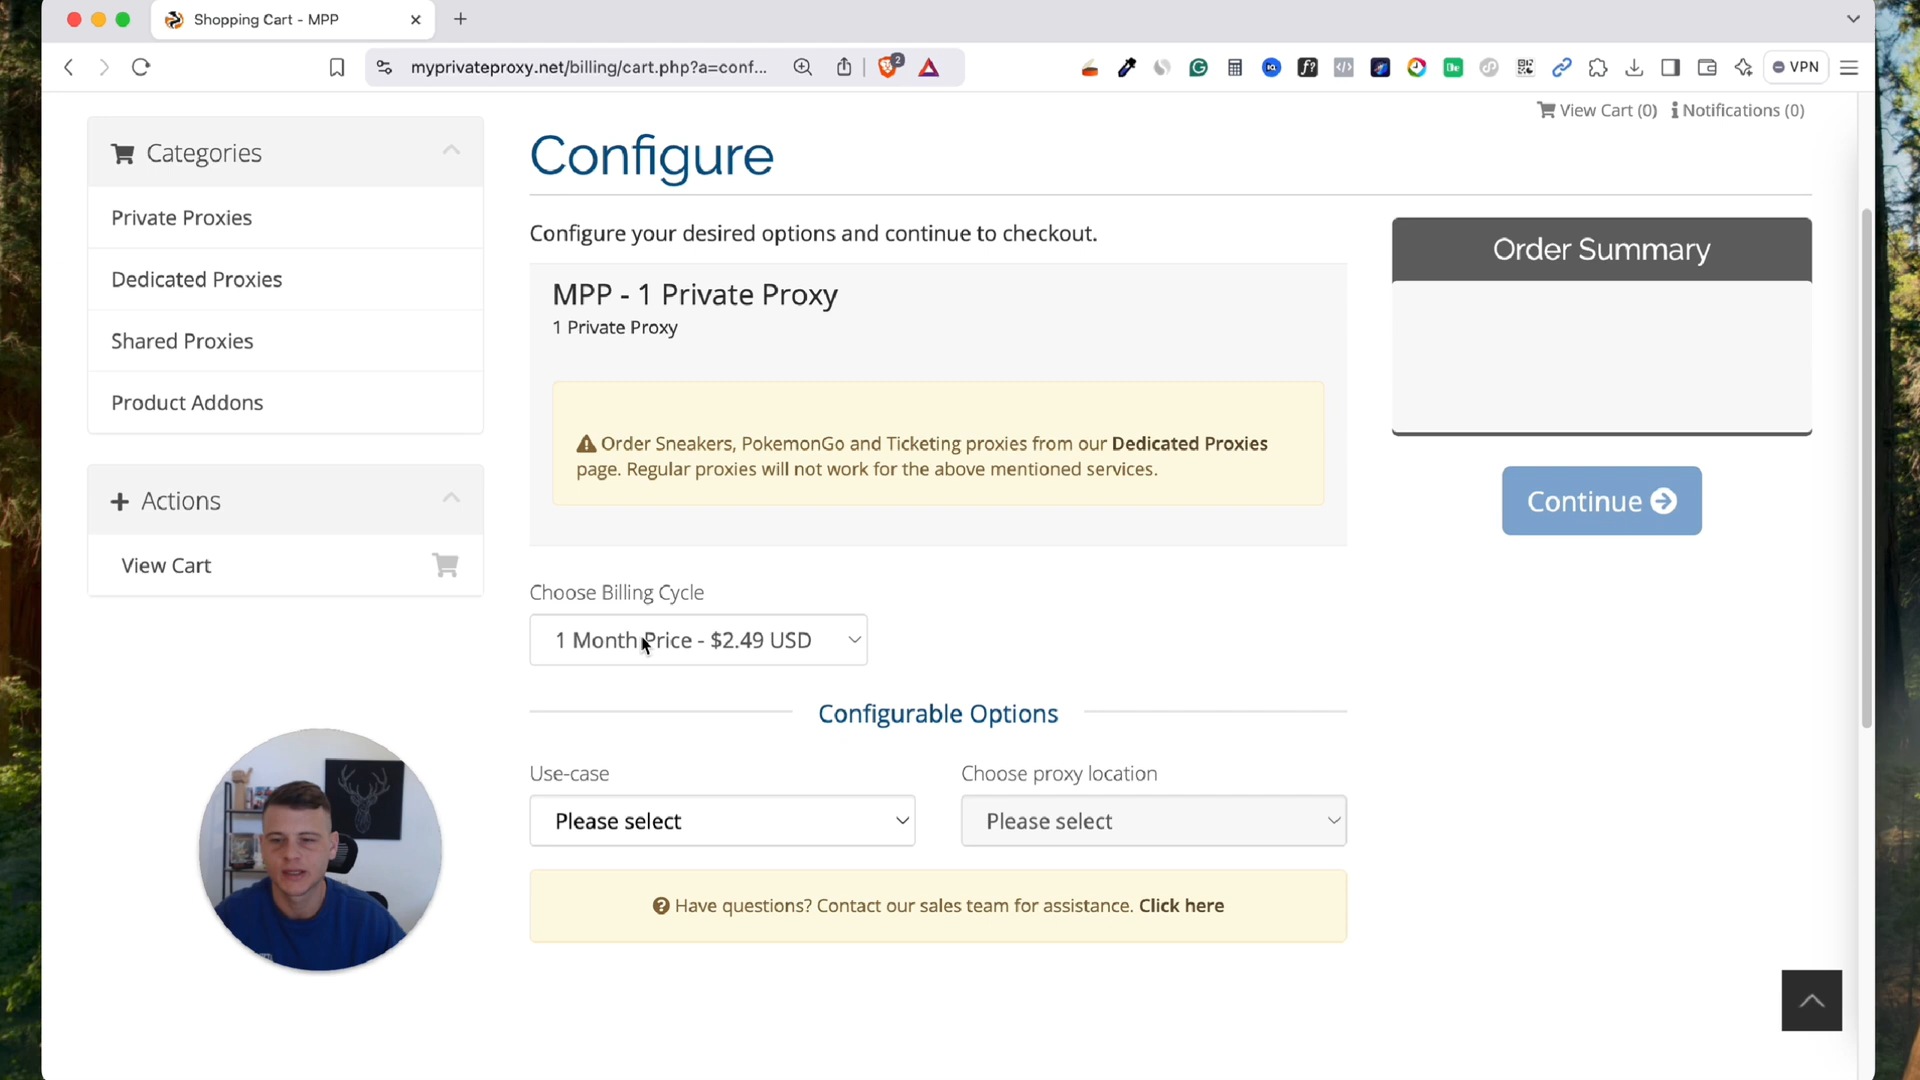 Shopping Cart - MPP
myprivateproxy.net/billing/cart.php?a=conf...
2
VPN
View Cart (0)
Notifications (0)
Categories
Private Proxies
Dedicated Proxies
Shared Proxies
Product Addons
Actions
View Cart
Configure
Configure your desired options and continue to checkout.
MPP - 1 Private Proxy
1 Private Proxy
Order Sneakers, PokemonGo and Ticketing proxies from our Dedicated Proxies
page. Regular proxies will not work for the above mentioned services.
Choose Billing Cycle
1 Month Price - $2.49 USD
Configurable Options
Use-case
Please select
Choose proxy location
Please select
Have questions? Contact our sales team for assistance. Click here
Order Summary
Continue